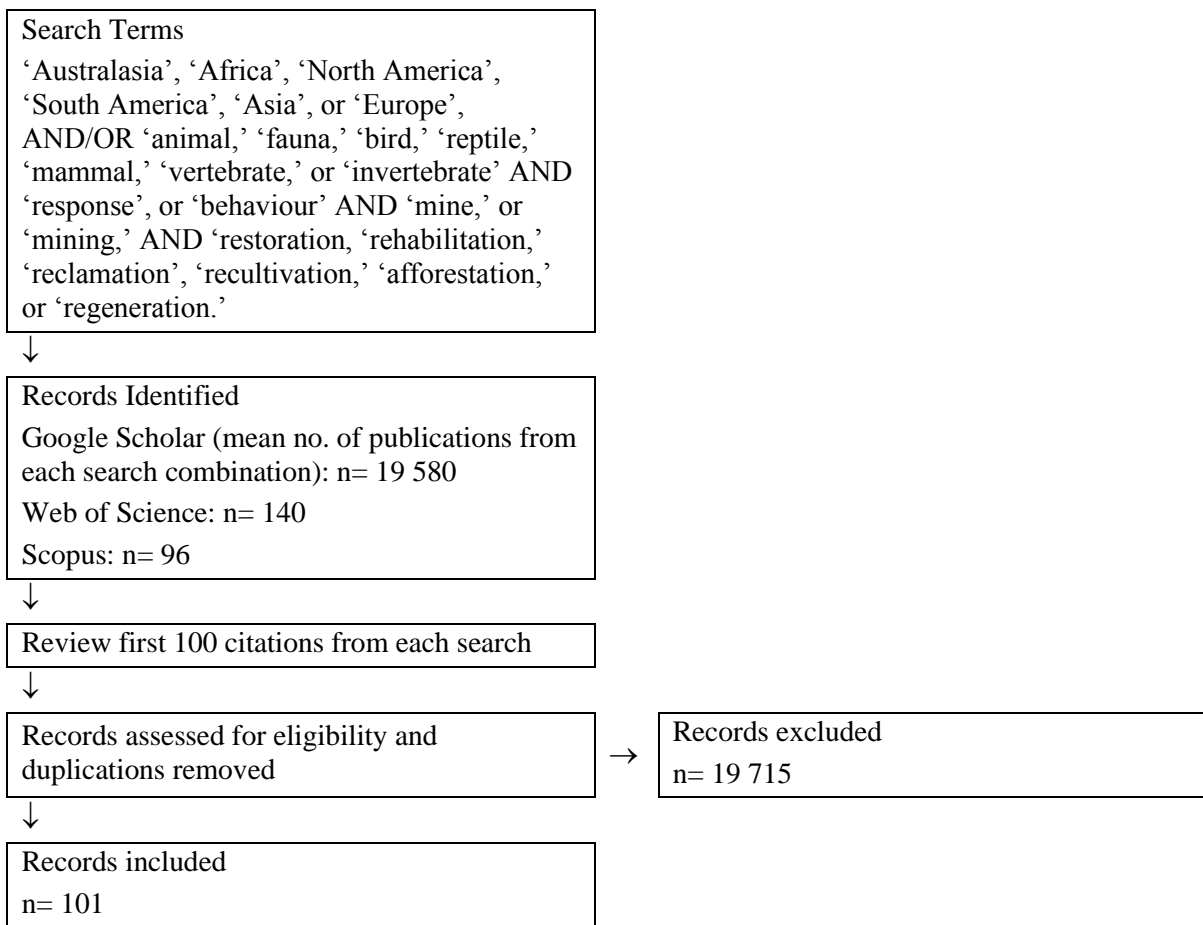 Search Terms
‘Australasia’, ‘Africa’, ‘North America’,
‘South America’, ‘Asia’, or ‘Europe’,
AND/OR ‘animal,’ ‘fauna,’ ‘bird,’ ‘reptile,’
‘mammal,’ ‘vertebrate,’ or ‘invertebrate’ AND
‘response’, or ‘behaviour’ AND ‘mine,’ or
‘mining,’ AND ‘restoration, ‘rehabilitation,’
‘reclamation’, ‘recultivation,’ ‘afforestation,’
or ‘regeneration.’
↓
Records Identified
Google Scholar (mean no. of publications from
each search combination): n= 19 580
Web of Science: n= 140
Scopus: n= 96
↓
Review first 100 citations from each search
↓
Records assessed for eligibility and
duplications removed
→
Records excluded
n= 19 715
↓
Records included
n= 101